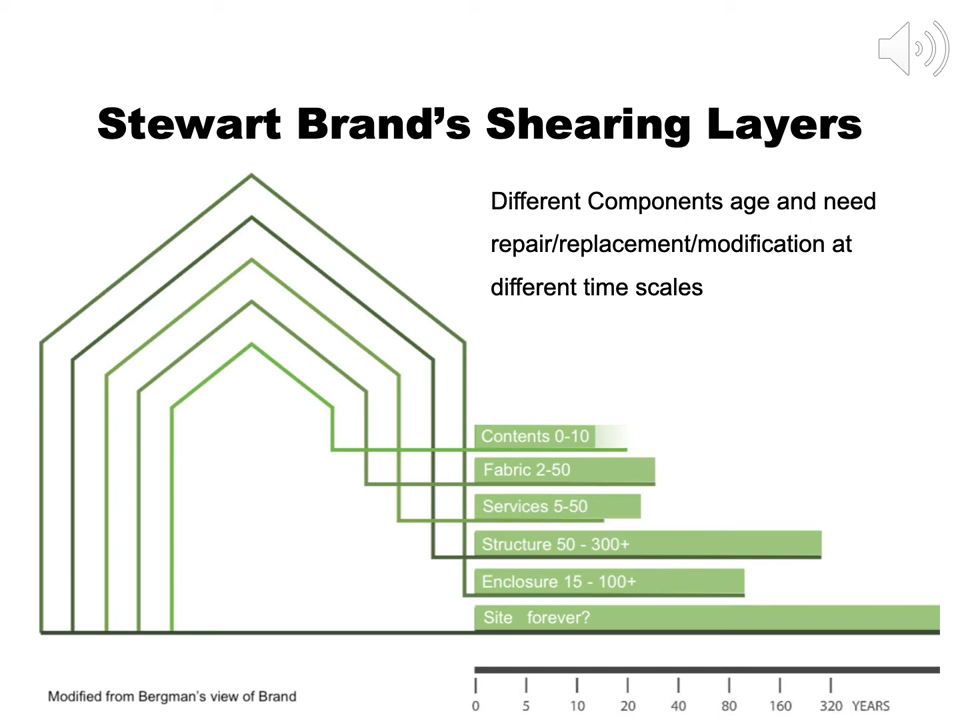 Stewart Brand’s Shearing Layers
Different Components age and need
repair/replacement/modification at
different time scales
Contents 0-10
Fabric 2-50
Services 5-50
Structure 50 - 300+
Enclosure 15 - 100+
Site forever?
0 5 10 20 40 80 160 320 YEARS
Modified from Bergman’s view of Brand